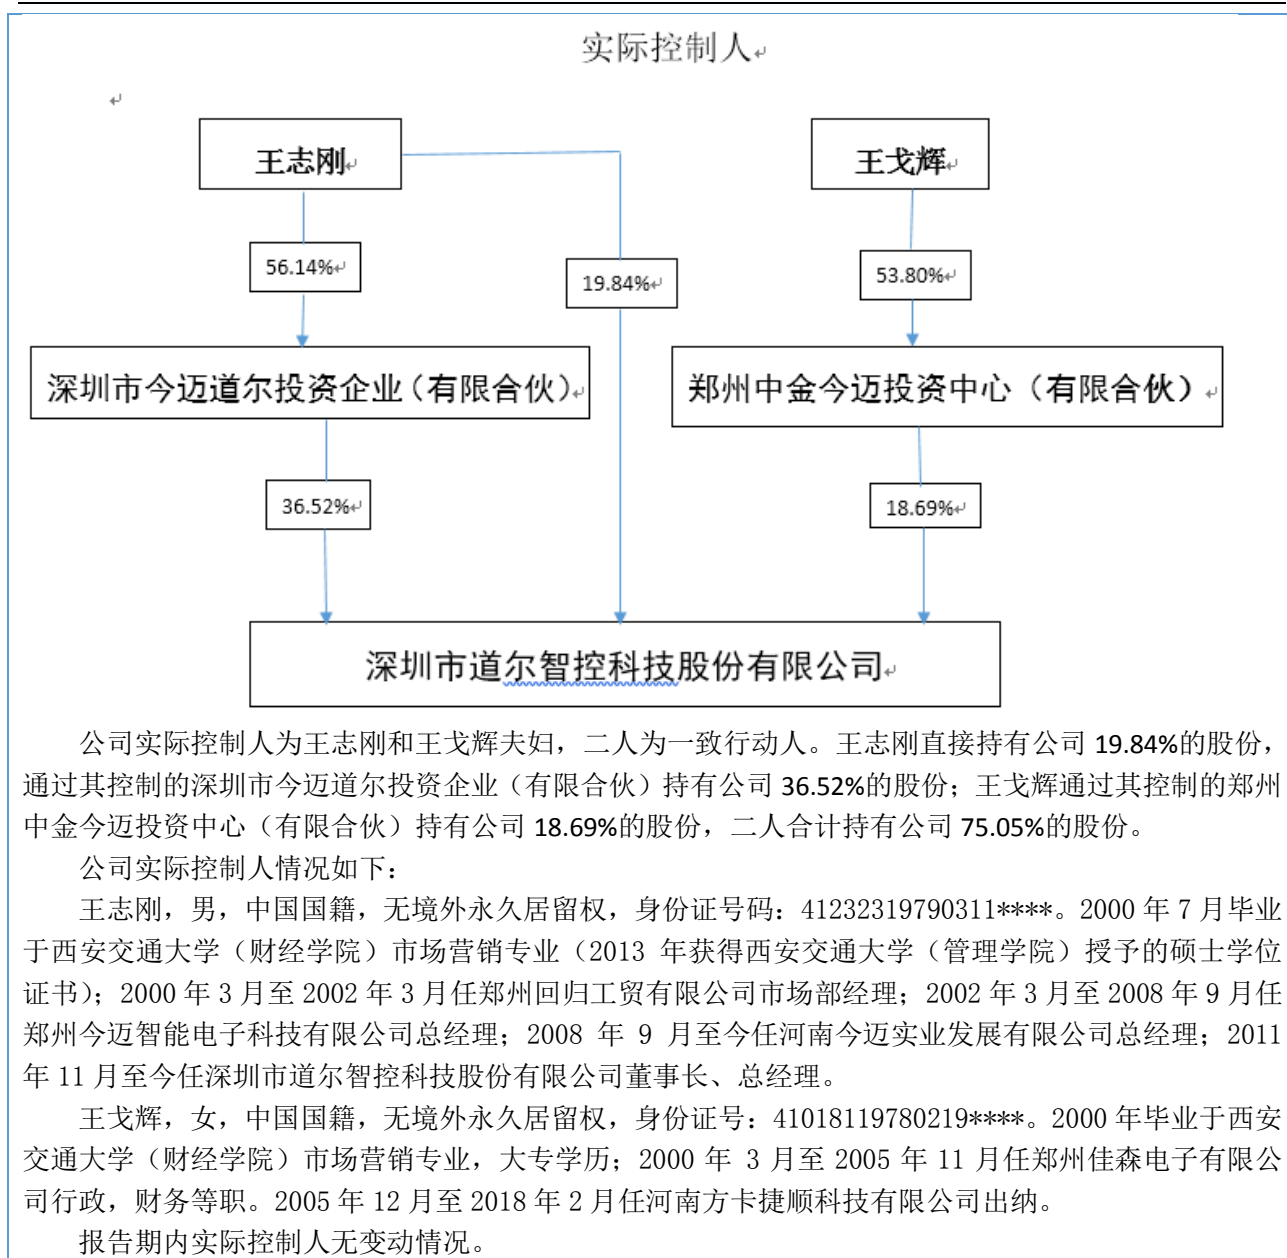 实际控制人
王志刚
王戈辉
56.14%
19.84%
53.80%
深圳市今迈道尔投资企业（有限合伙）
郑州中金今迈投资中心（有限合伙）
36.52%
18.69%
深圳市道尔智控科技股份有限公司
公司实际控制人为王志刚和王戈辉夫妇，二人为一致行动人。王志刚直接持有公司 19.84%的股份，
通过其控制的深圳市今迈道尔投资企业（有限合伙）持有公司 36.52%的股份；王戈辉通过其控制的郑州
中金今迈投资中心（有限合伙）持有公司 18.69%的股份，二人合计持有公司 75.05%的股份。
公司实际控制人情况如下：
王志刚，男，中国国籍，无境外永久居留权，身份证号码：41232319790311****。2000 年 7 月毕业
于西安交通大学（财经学院）市场营销专业（2013 年获得西安交通大学（管理学院）授予的硕士学位
证书）；2000 年 3 月至 2002 年 3 月任郑州回归工贸有限公司市场部经理；2002 年 3 月至 2008 年 9 月任
郑州今迈智能电子科技有限公司总经理；2008 年 9 月至今任河南今迈实业发展有限公司总经理；2011
年 11 月至今任深圳市道尔智控科技股份有限公司董事长、总经理。
王戈辉，女，中国国籍，无境外永久居留权，身份证号：41018119780219****。2000 年毕业于西安
交通大学（财经学院）市场营销专业，大专学历；2000 年 3 月至 2005 年 11 月任郑州佳森电子有限公
司行政，财务等职。2005 年 12 月至 2018 年 2 月任河南方卡捷顺科技有限公司出纳。
报告期内实际控制人无变动情况。